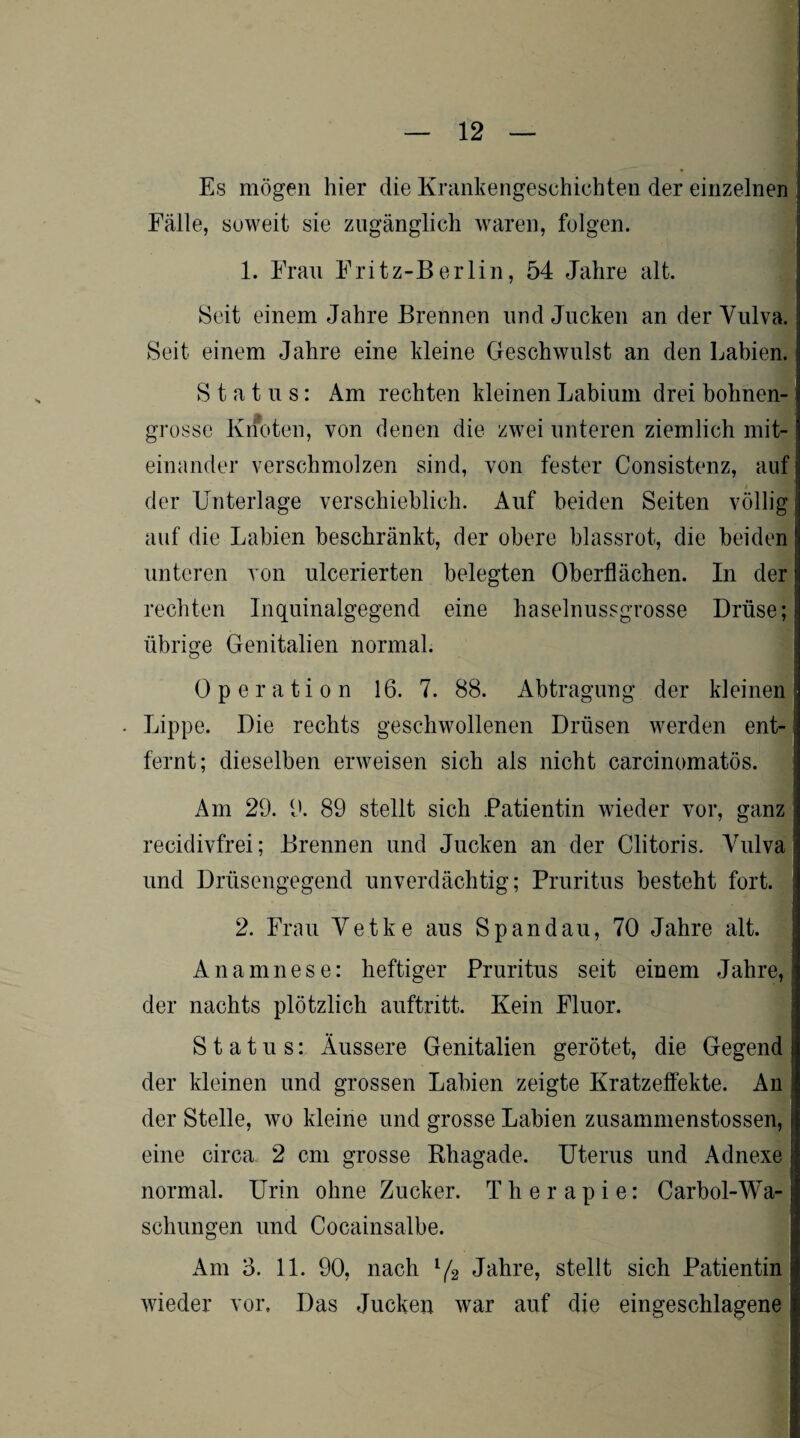 — 12 —
Es mögen hier die Krankengeschichten der einzelnen
Fälle, soweit sie zugänglich waren, folgen.
1. Frau Fritz-Berlin, 54 Jahre alt.
Seit einem Jahre Brennen und Jucken an der Vulva.
Seit einem Jahre eine kleine Geschwulst an den Labien.
Status: Am rechten kleinen Labium drei bohnen-
grosse Knoten, von denen die zwei unteren ziemlich mit-
einander verschmolzen sind, von fester Consistenz, auf
der Unterlage verschieblich. Auf beiden Seiten völlig
auf die Labien beschränkt, der obere blassrot, die beiden
unteren von ulcerierten belegten Oberflächen. In der
rechten Inquinalgegend eine haselnussgrosse Drüse;
übrige Genitalien normal.
Operation 16. 7. 88. Abtragung der kleinen
Lippe. Die rechts geschwollenen Drüsen werden ent-
fernt; dieselben erweisen sich als nicht carcinomatös.
Am 29. 9. 89 stellt sich Patientin wieder vor, ganz
recidivfrei; Brennen und Jucken an der Clitoris. Vulva
und Drüsengegend unverdächtig; Pruritus besteht fort.
2. Frau Vetke aus Spandau, 70 Jahre alt.
Anamnese: heftiger Pruritus seit einem Jahre,
der nachts plötzlich auftritt. Kein Fluor.
Status: Äussere Genitalien gerötet, die Gegend
der kleinen und grossen Labien zeigte Kratzeffekte. An
der Stelle, wo kleine und grosse Labien zusammenstossen,
eine circa 2 cm grosse Rhagade. Uterus und Adnexe
normal. Urin ohne Zucker. Therapie: Carbol-Wa-
schungen und Cocainsalbe.
Am 3. 11. 90, nach 1/2 Jahre, stellt sich Patientin
wieder vor. Das Jucken war auf die eingeschlagene